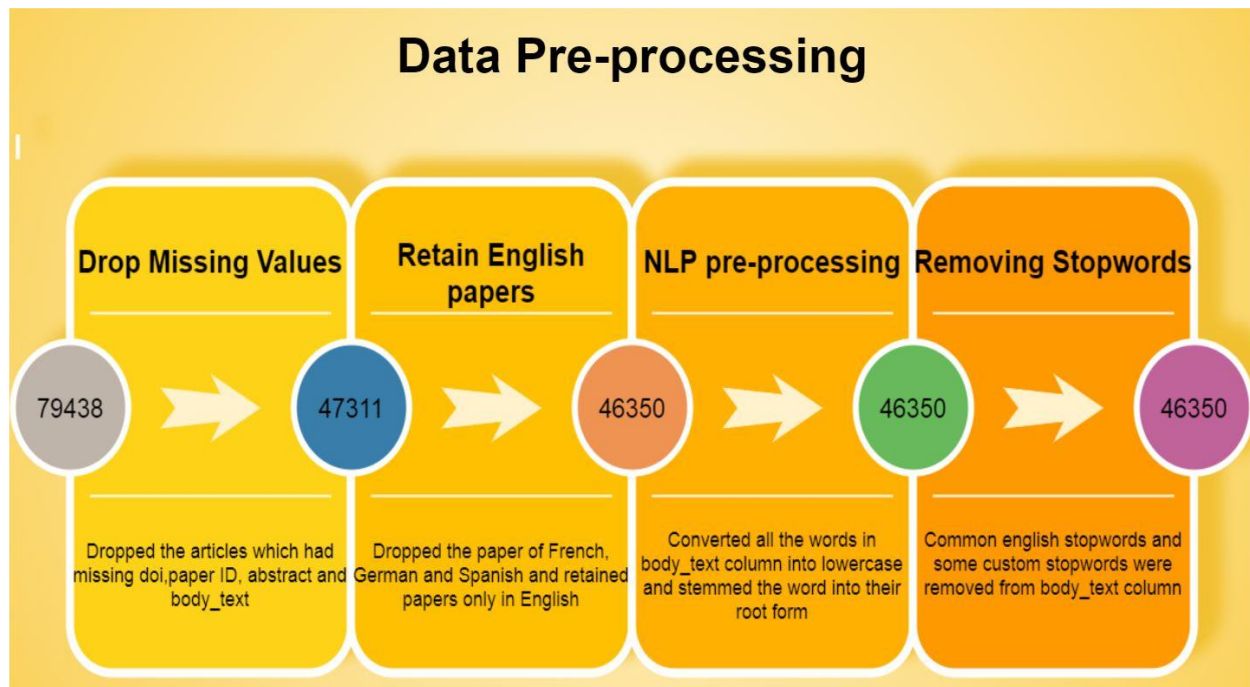 Data Pre-processing
Drop Missing Values
Retain English
papers
NLP pre-processing
Removing Stopwords
79438
47311
46350
46350
46350
Dropped the articles which had
missing doi,paper ID, abstract and
body_text
Dropped the paper of French,
German and Spanish and retained
papers only in English
Converted all the words in
body_text column into lowercase
and stemmed the word into their
root form
Common english stopwords and
some custom stopwords were
removed from body_text column